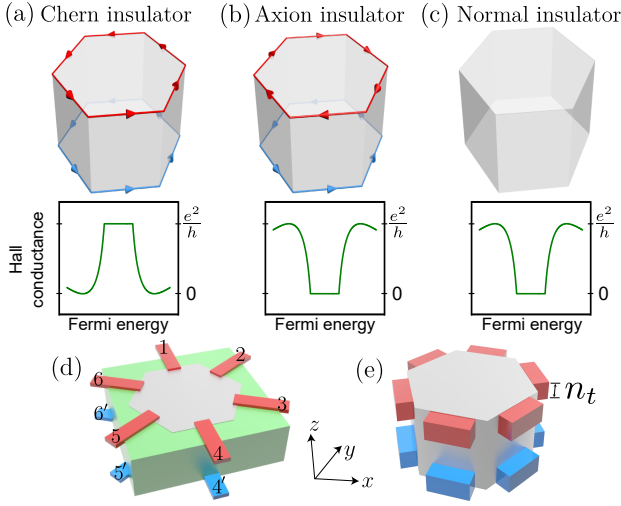 (a) Chern insulator
(b) Axion insulator
(c) Normal insulator
Hall
conductance
e²/h
0
Fermi energy
e²/h
0
Fermi energy
e²/h
0
Fermi energy
(d)
1
2
3
4
5
6
6′
5′
4′
z
y
x
(e)
n_t